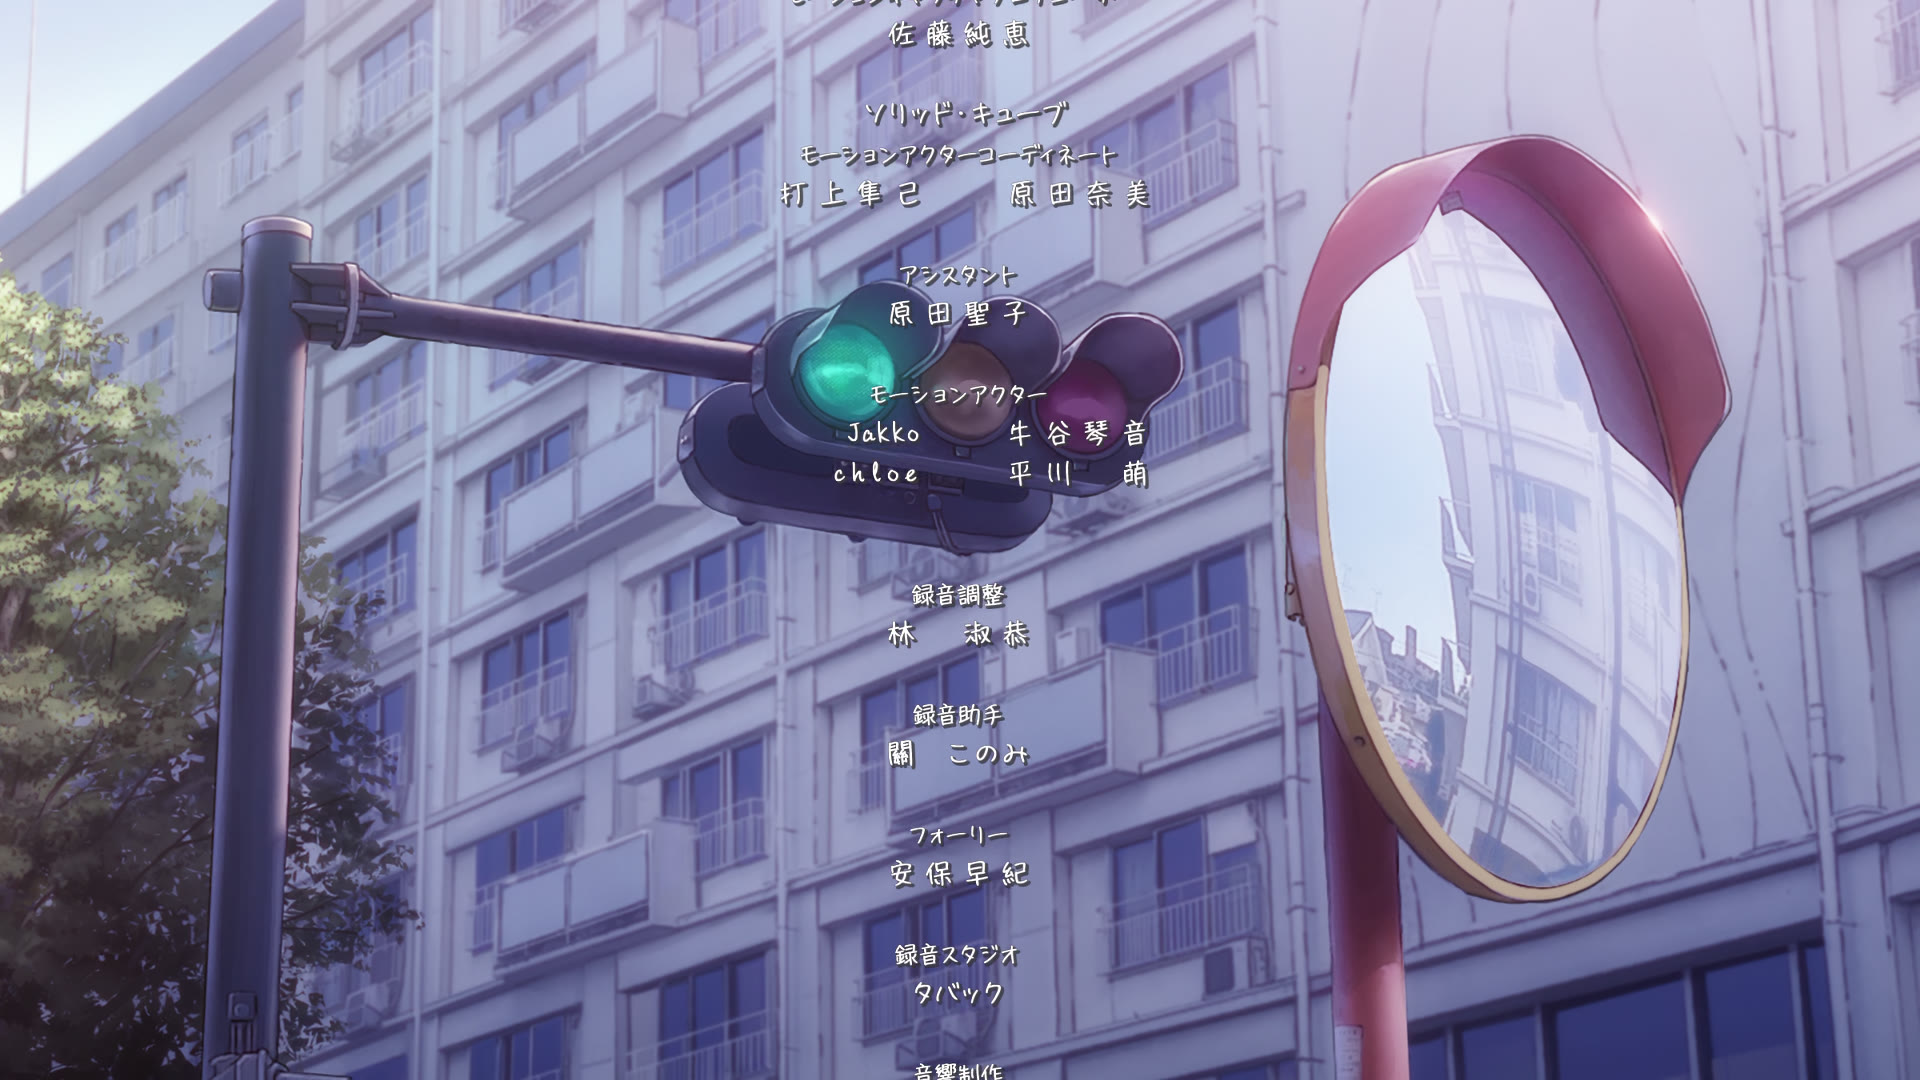 佐藤純恵
ソリッド・キューブ
モーションアクターコーディネート
打上隼己 原田奈美
アシスタント
原田聖子
モーションアクター
Jakko 牛谷琴音
chloe 平川 萌
録音調整
林 淑恭
録音助手
關 このみ
フォーリー
安保早紀
録音スタジオ
タバック
音響制作